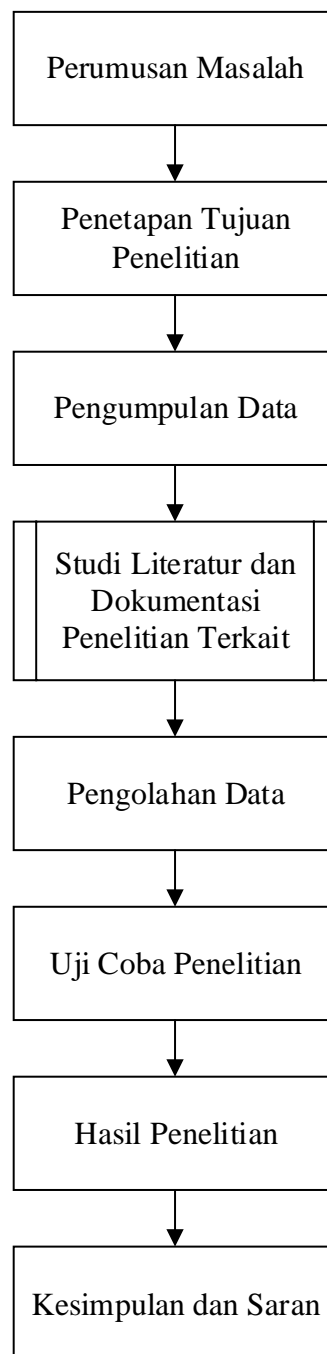 Perumusan Masalah
Penetapan Tujuan
Penelitian
Pengumpulan Data
Studi Literatur dan
Dokumentasi
Penelitian Terkait
Pengolahan Data
Uji Coba Penelitian
Hasil Penelitian
Kesimpulan dan Saran